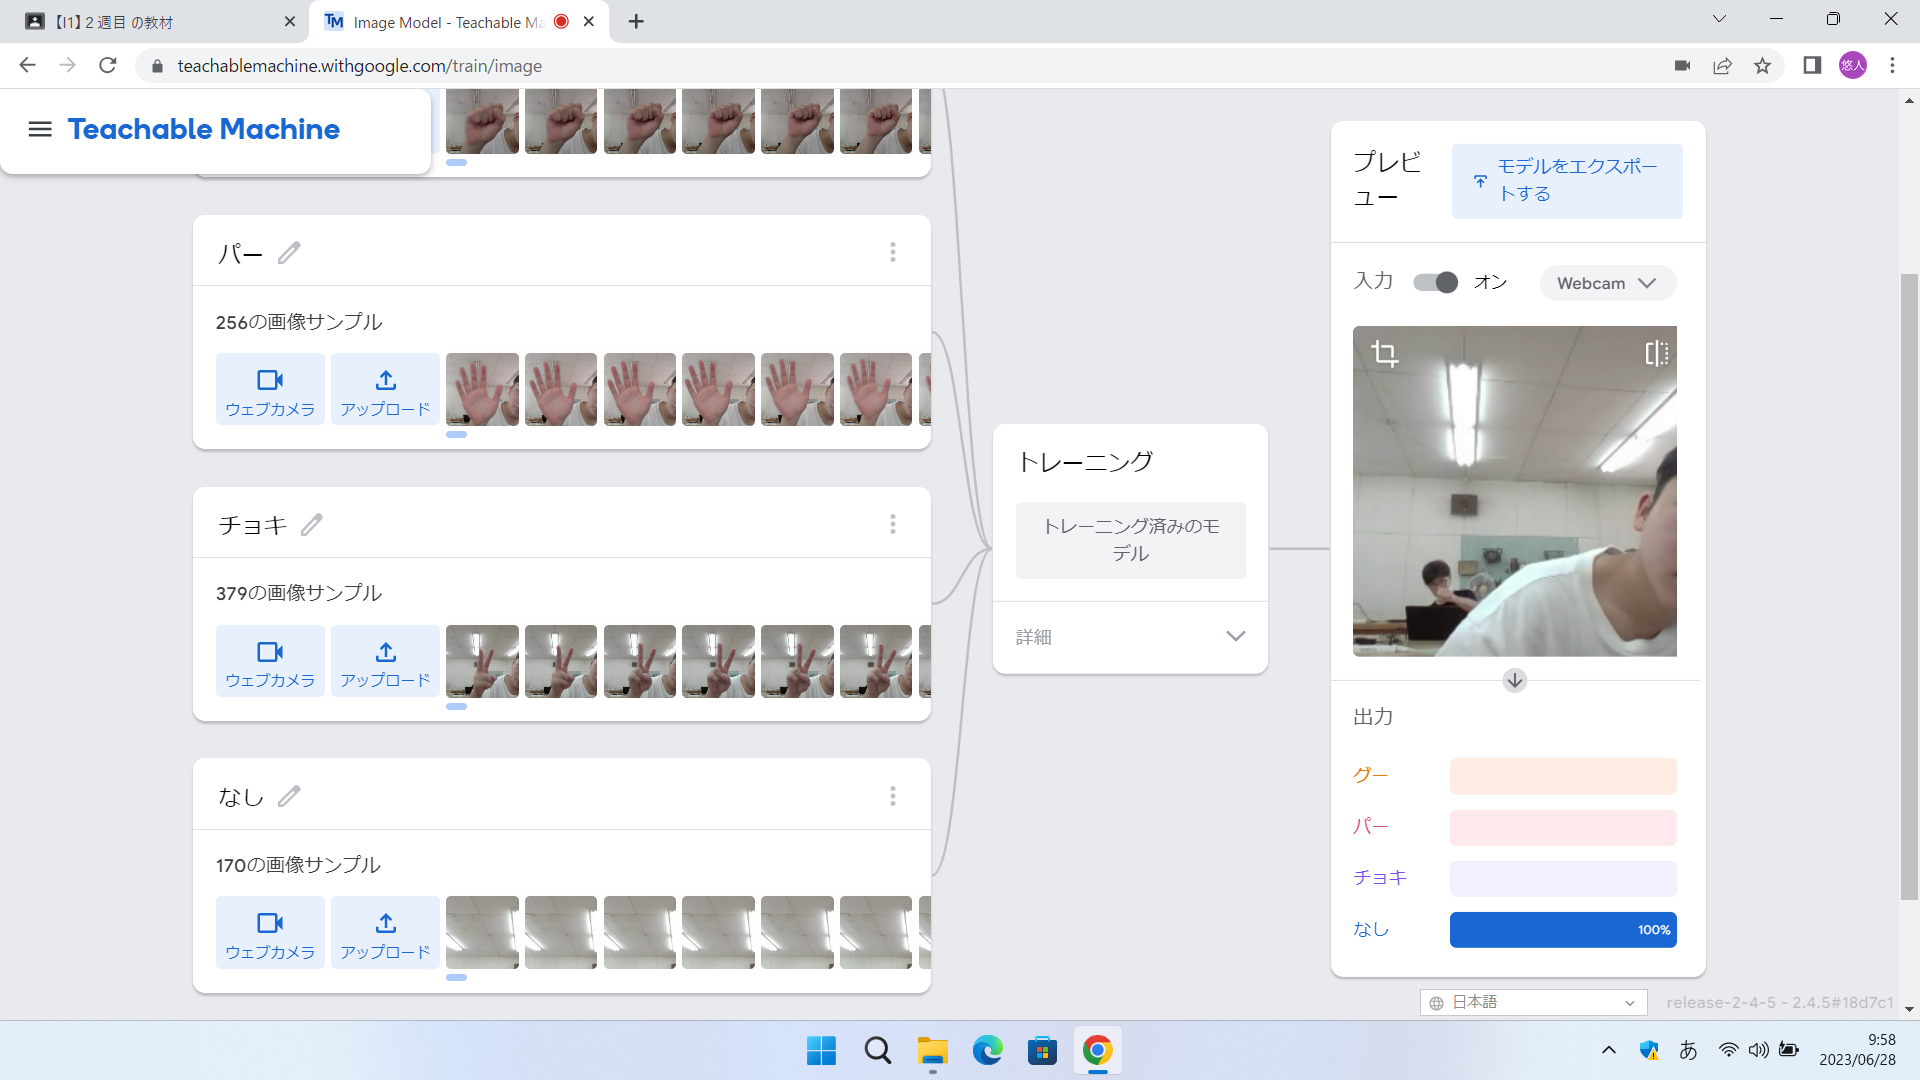 【I1】２週目 の教材
Image Model - Teachable Ma
teachablemachine.withgoogle.com/train/image
悠人
Teachable Machine
パー
256の画像サンプル
ウェブカメラ
アップロード
チョキ
379の画像サンプル
ウェブカメラ
アップロード
なし
170の画像サンプル
ウェブカメラ
アップロード
トレーニング
トレーニング済みのモ
デル
詳細
プレビ
ュー
モデルをエクスポー
トする
入力
オン
Webcam
出力
グー
パー
チョキ
なし
100%
日本語
release-2-4-5 - 2.4.5#18d7c1
あ
9:58
2023/06/28